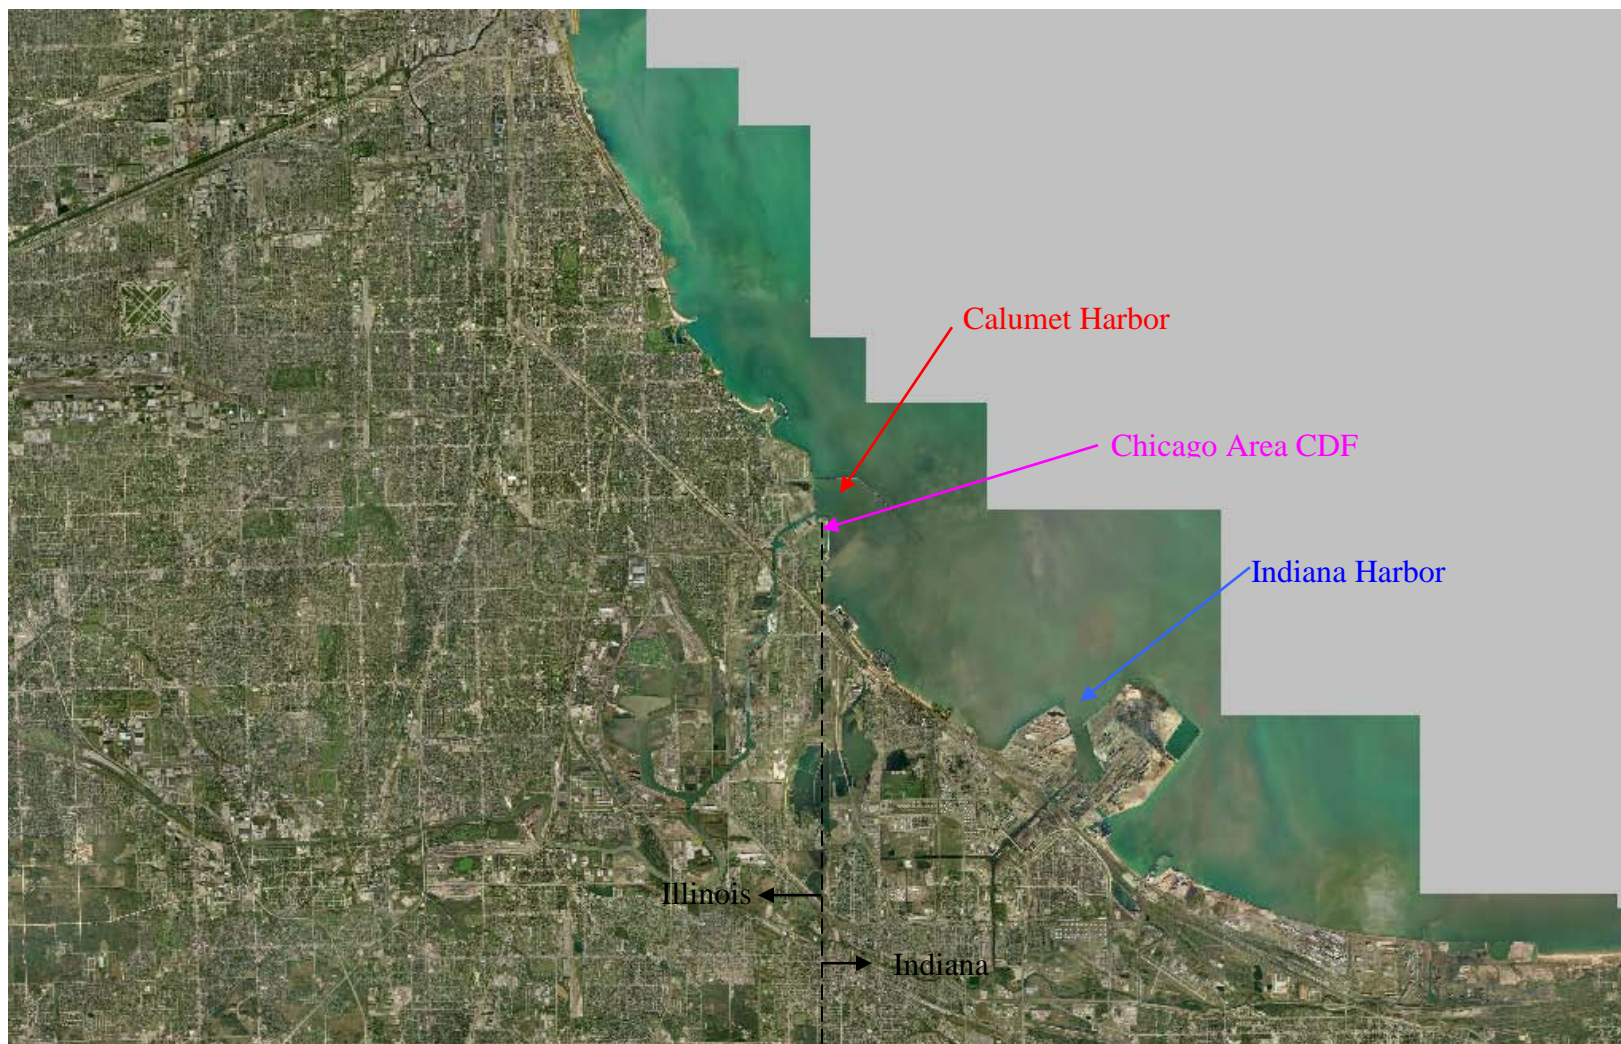 Calumet Harbor
Chicago Area CDF
Indiana Harbor
Illinois
Indiana